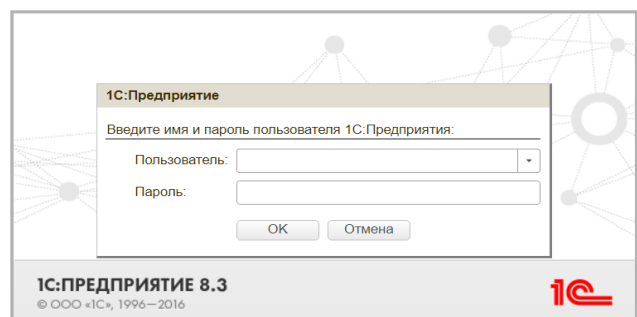 1С:Предприятие
Введите имя и пароль пользователя 1С:Предприятия:
Пользователь:
Пароль:
OK Отмена
1С:ПРЕДПРИЯТИЕ 8.3
© ООО «1С», 1996—2016
1С